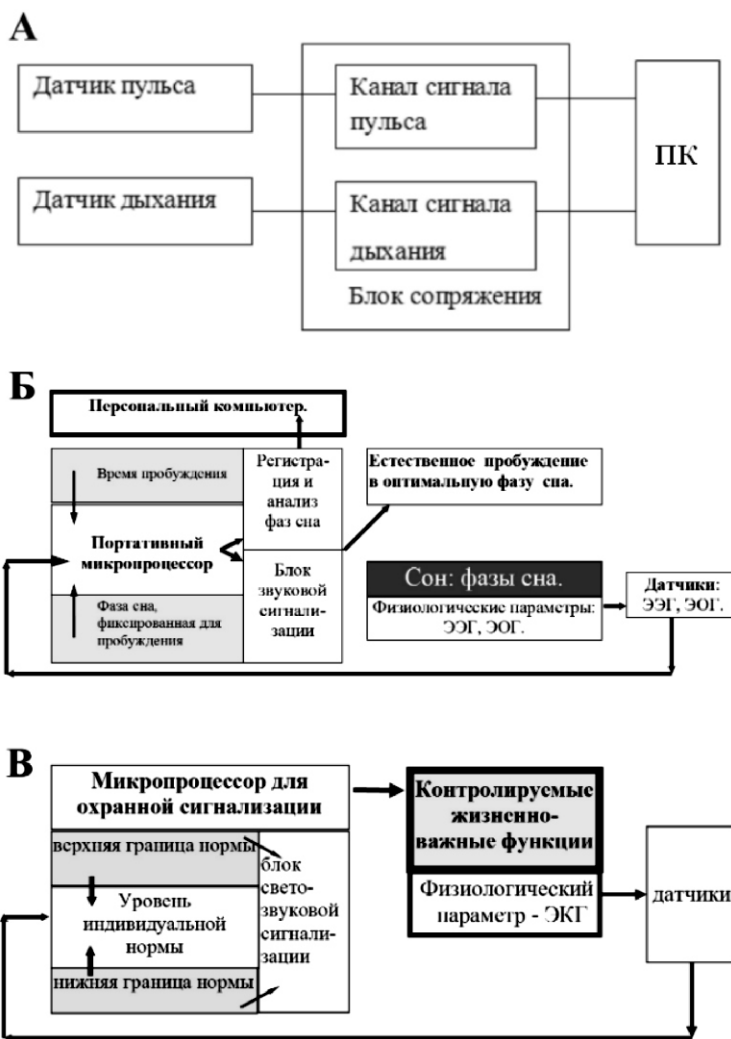 А
Датчик пульса
Канал сигнала
пульса
ПК
Датчик дыхания
Канал сигнала
дыхания
Блок сопряжения
Б
Персональный компьютер.
Время пробуждения
Регистра-
ция и
анализ
фаз сна
Естественное пробуждение
в оптимальную фазу сна.
Портативный
микропроцессор
Блок
звуковой
сигнали-
зации
Фаза сна,
фиксированная для
пробуждения
Сон: фазы сна.
Физиологические параметры:
ЭЭГ, ЭОГ.
Датчики:
ЭЭГ, ЭОГ.
В
Микропроцессор для
охранной сигнализации
верхняя граница нормы
Уровень
индивидуальной
нормы
нижняя граница нормы
блок
свето-
звуковой
сигнали-
зации
Контролируемые
жизненно-
важные функции
Физиологический
параметр - ЭКГ
датчики